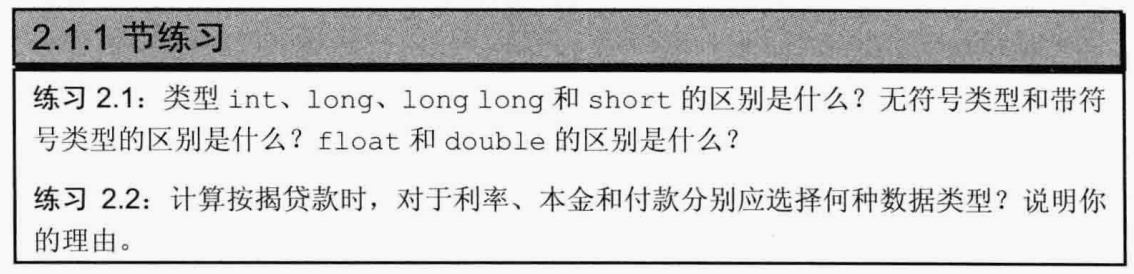 2.1.1 节练习
练习 2.1：类型 int、long、long long 和 short 的区别是什么？无符号类型和带符
号类型的区别是什么？float 和 double 的区别是什么？
练习 2.2：计算按揭贷款时，对于利率、本金和付款分别应选择何种数据类型？说明你
的理由。